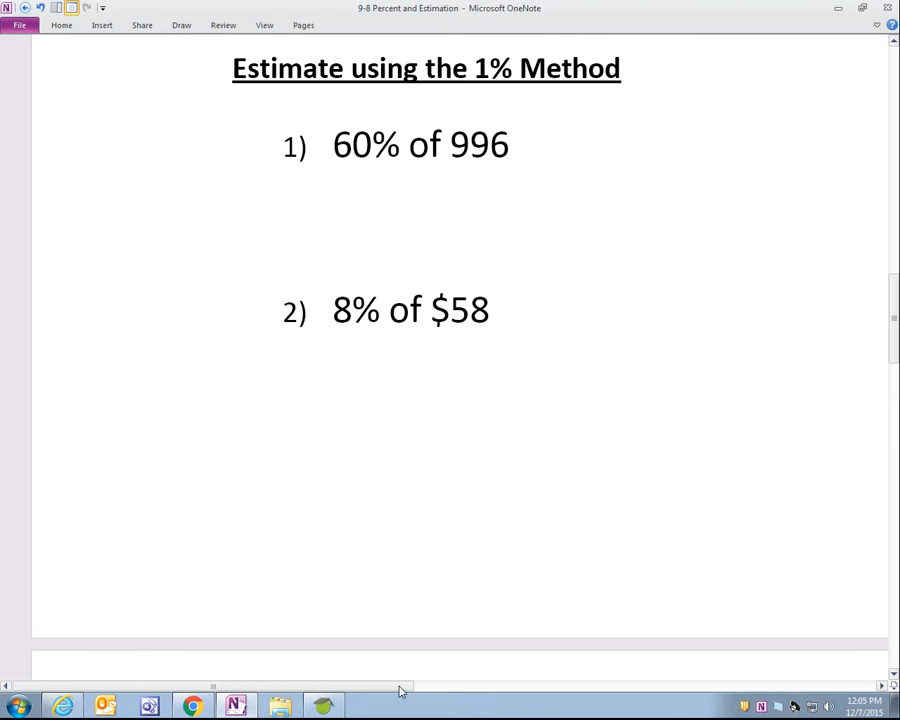 9-8 Percent and Estimation - Microsoft OneNote
File Home Insert Share Draw Review View Pages
Estimate using the 1% Method
1) 60% of 996
2) 8% of $58
12:05 PM
12/7/2015